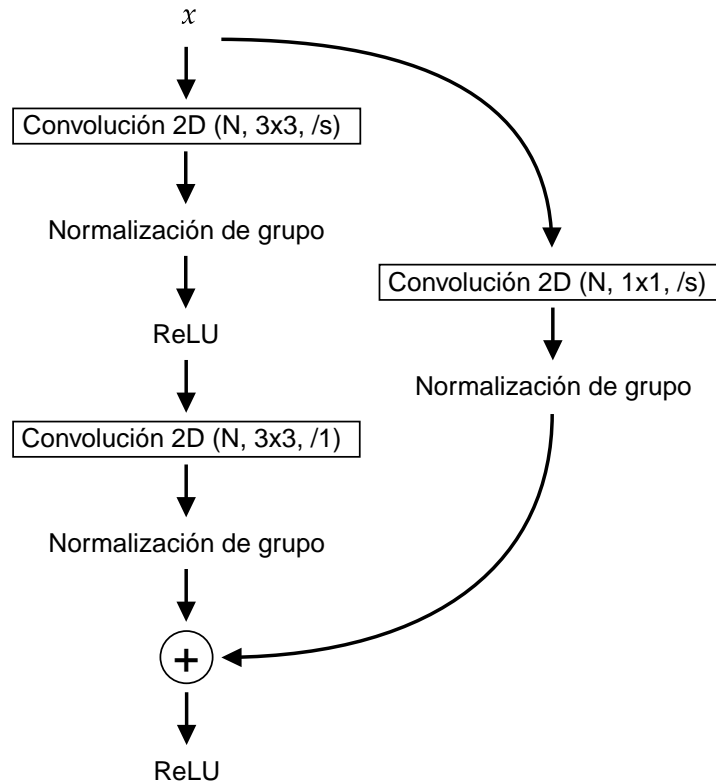 x
Convolución 2D (N, 3x3, /s)
Normalización de grupo
ReLU
Convolución 2D (N, 3x3, /1)
Normalización de grupo
+
ReLU
Convolución 2D (N, 1x1, /s)
Normalización de grupo